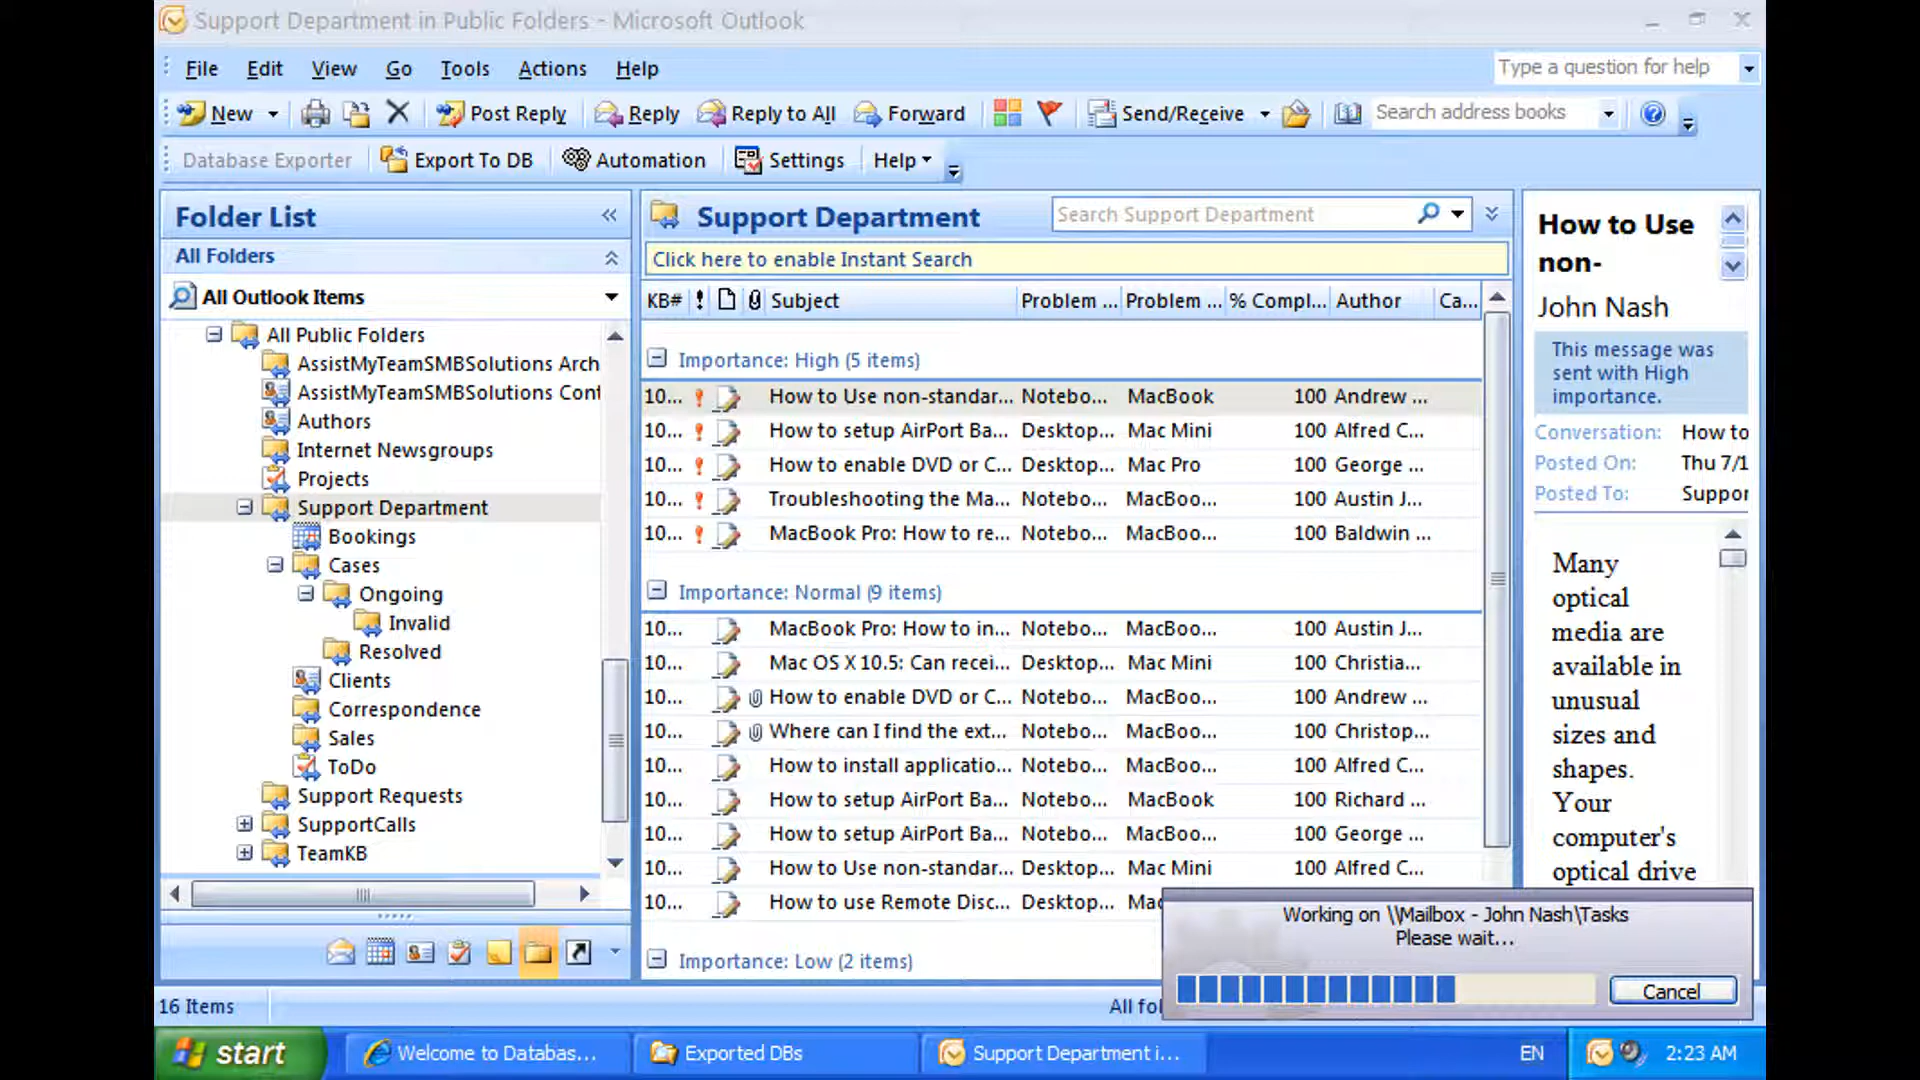 Support Department in Public Folders - Microsoft Outlook
File Edit View Go Tools Actions Help Type a question for help
New Post Reply Reply Reply to All Forward Send/Receive Search address books
Database Exporter Export To DB Automation Settings Help
Folder List
All Folders
All Outlook Items
All Public Folders
AssistMyTeamSMBSolutions Arch
AssistMyTeamSMBSolutions Cont
Authors
Internet Newsgroups
Projects
Support Department
Bookings
Cases
Ongoing
Invalid
Resolved
Clients
Correspondence
Sales
ToDo
Support Requests
SupportCalls
TeamKB
Support Department Search Support Department
Click here to enable Instant Search
KB# ! Subject Problem ... Problem ... % Compl... Author Ca...
Importance: High (5 items)
10... How to Use non-standar... Notebo... MacBook 100 Andrew ...
10... How to setup AirPort Ba... Desktop... Mac Mini 100 Alfred C...
10... How to enable DVD or C... Desktop... Mac Pro 100 George ...
10... Troubleshooting the Ma... Notebo... MacBoo... 100 Austin J...
10... MacBook Pro: How to re... Notebo... MacBoo... 100 Baldwin ...
Importance: Normal (9 items)
10... MacBook Pro: How to in... Notebo... MacBoo... 100 Austin J...
10... Mac OS X 10.5: Can recei... Desktop... Mac Mini 100 Christia...
10... How to enable DVD or C... Notebo... MacBoo... 100 Andrew ...
10... Where can I find the ext... Notebo... MacBoo... 100 Christop...
10... How to install applicatio... Notebo... MacBoo... 100 Alfred C...
10... How to setup AirPort Ba... Notebo... MacBook 100 Richard ...
10... How to setup AirPort Ba... Notebo... MacBoo... 100 George ...
10... How to Use non-standar... Desktop... Mac Mini 100 Alfred C...
10... How to use Remote Disc... Desktop... Mac
Importance: Low (2 items)
How to Use
non-
John Nash
This message was
sent with High
importance.
Conversation: How to
Posted On: Thu 7/1
Posted To: Suppor
Many
optical
media are
available in
unusual
sizes and
shapes.
Your
computer's
optical drive
Working on \\Mailbox - John Nash\Tasks
Please wait...
Cancel
16 Items
All fol
start Welcome to Databas... Exported DBs Support Department i... EN 2:23 AM